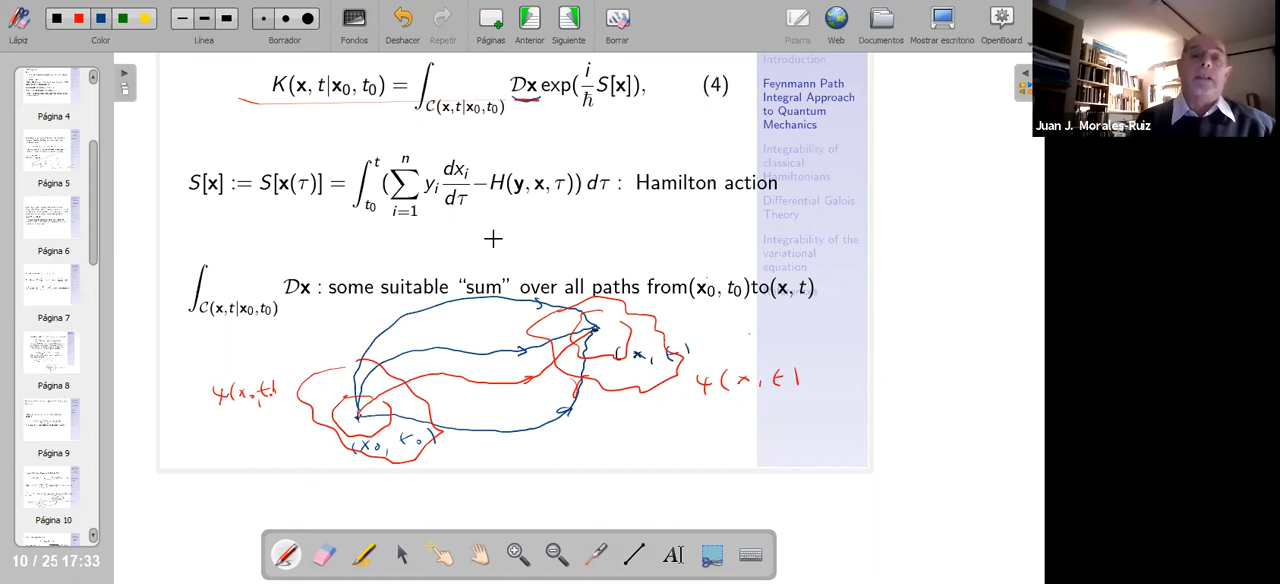 Lápiz
Color
Línea
Borrador
Fondos
Deshacer
Repetir
Páginas
Anterior
Siguiente
Borrar
Pizarra
Web
Documentos
Mostrar escritorio
OpenBoard
Juan J. Morales-Ruiz
Página 4
Página 5
Página 6
Página 7
Página 8
Página 9
Página 10
10 / 25 17:33
K(x, t|x₀, t₀) = ∫_{C(x,t|x₀,t₀)} Dx exp(i/ħ S[x]), (4)
S[x] := S[x(τ)] = ∫_{t₀}^{t} (∑_{i=1}^{n} y_i dx_i/dτ − H(y, x, τ)) dτ : Hamilton action
+
∫_{C(x,t|x₀,t₀)} Dx : some suitable “sum” over all paths from(x₀, t₀)to(x, t)
ψ(x₀,t₀)
(x₀, t₀)
ψ(x, t)
Introduction
Feynmann Path
Integral Approach
to Quantum
Mechanics
Integrability of
classical
Hamiltonians
Differential Galois
Theory
Integrability of the
variational
equation